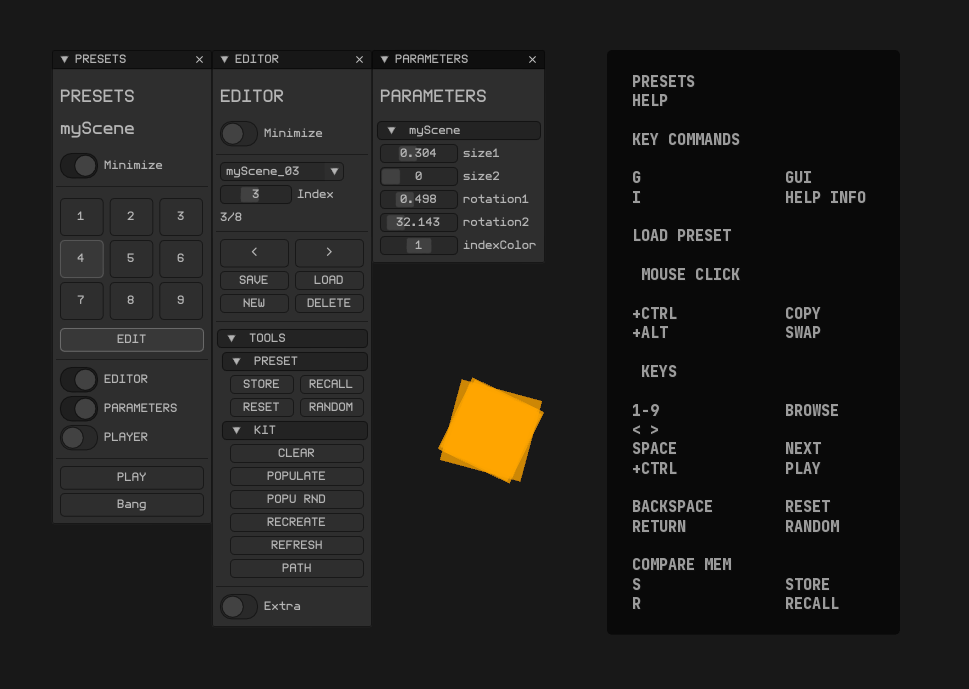 PRESETS
PRESETS
myScene
Minimize
1 2 3
4 5 6
7 8 9
EDIT
EDITOR
PARAMETERS
PLAYER
PLAY
Bang
EDITOR
EDITOR
Minimize
myScene_03
3 Index
3/8
< >
SAVE LOAD
NEW DELETE
TOOLS
PRESET
STORE RECALL
RESET RANDOM
KIT
CLEAR
POPULATE
POPU RND
RECREATE
REFRESH
PATH
Extra
PARAMETERS
PARAMETERS
myScene
0.304 size1
0 size2
0.498 rotation1
32.143 rotation2
1 indexColor
PRESETS
HELP
KEY COMMANDS
G GUI
I HELP INFO
LOAD PRESET
MOUSE CLICK
+CTRL COPY
+ALT SWAP
KEYS
1-9 BROWSE
< >
SPACE NEXT
+CTRL PLAY
BACKSPACE RESET
RETURN RANDOM
COMPARE MEM
S STORE
R RECALL